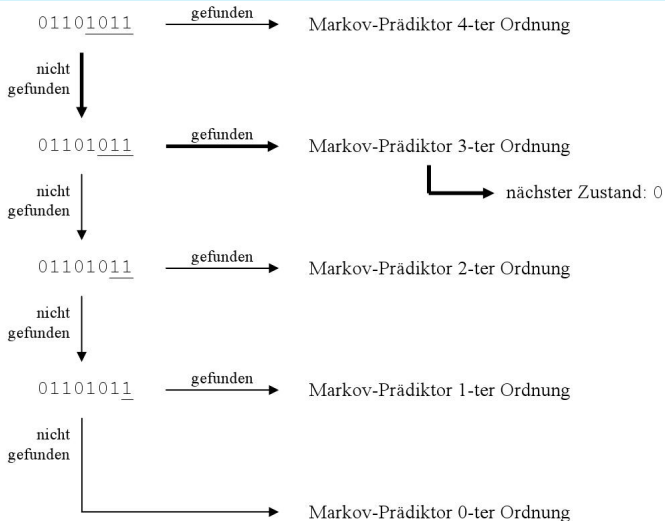 01101011 gefunden Markov-Prädiktor 4-ter Ordnung
nicht
gefunden
01101011 gefunden Markov-Prädiktor 3-ter Ordnung
nicht
gefunden
nächster Zustand: 0
01101011 gefunden Markov-Prädiktor 2-ter Ordnung
nicht
gefunden
01101011 gefunden Markov-Prädiktor 1-ter Ordnung
nicht
gefunden
Markov-Prädiktor 0-ter Ordnung